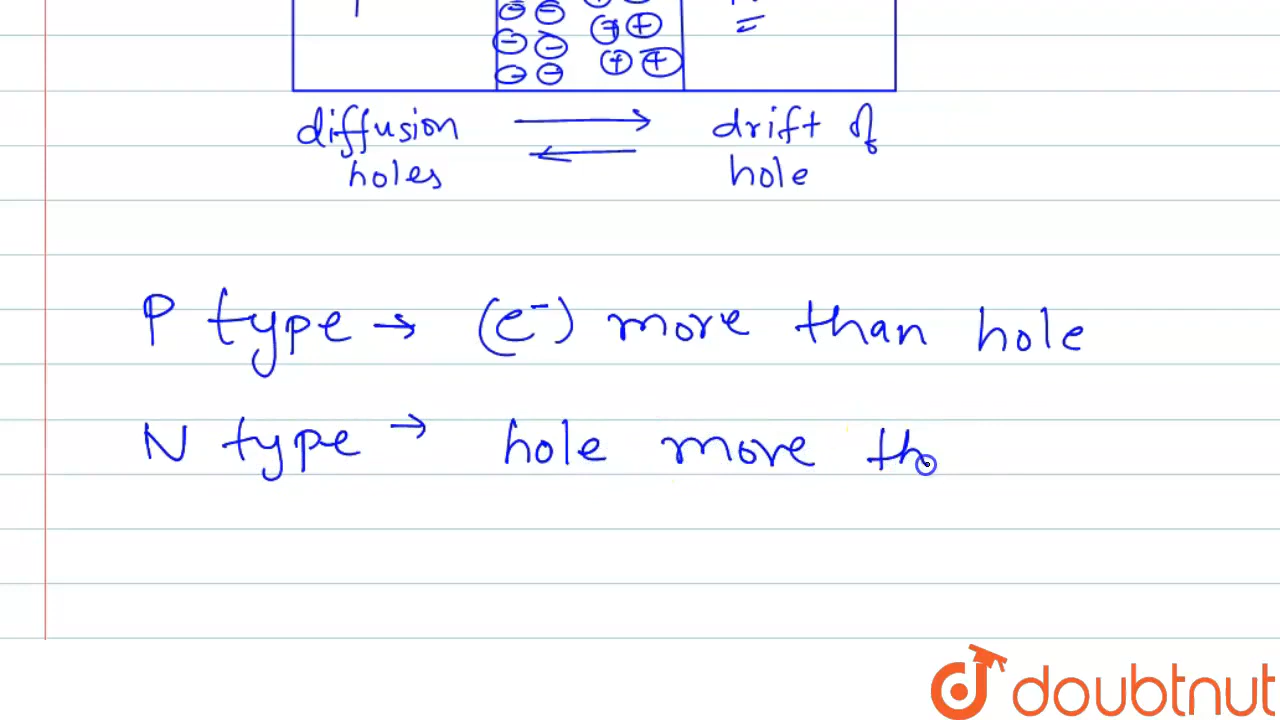 diffusion → drift of
holes ← hole
P type → (e⁻) more than hole
N type → hole more th
doubtnut